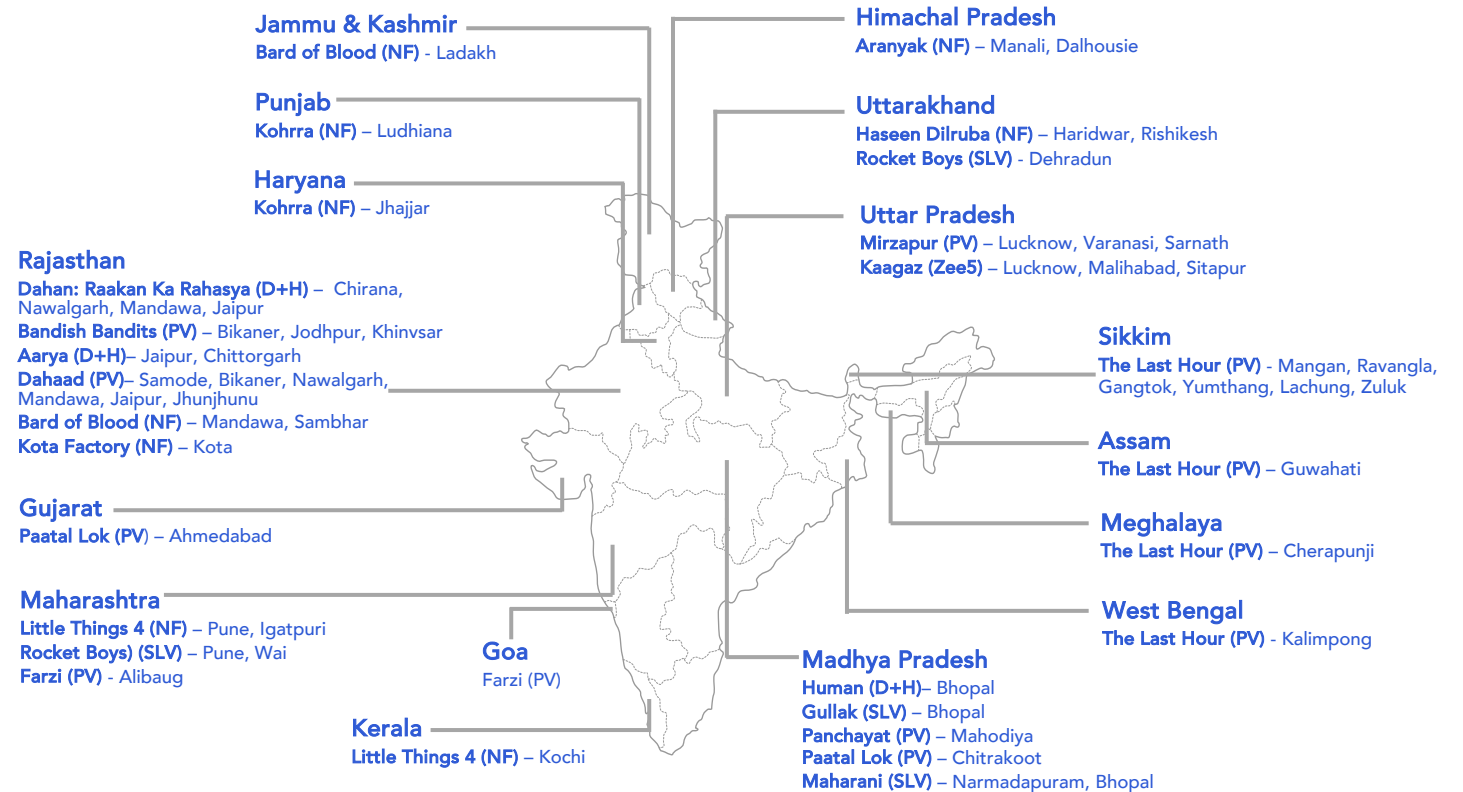 Jammu & Kashmir
Bard of Blood (NF) - Ladakh
Punjab
Kohrra (NF) – Ludhiana
Haryana
Kohrra (NF) – Jhajjar
Rajasthan
Dahan: Raakan Ka Rahasya (D+H) – Chirana,
Nawalgarh, Mandawa, Jaipur
Bandish Bandits (PV) – Bikaner, Jodhpur, Khinvsar
Aarya (D+H)– Jaipur, Chittorgarh
Dahaad (PV)– Samode, Bikaner, Nawalgarh,
Mandawa, Jaipur, Jhunjhunu
Bard of Blood (NF) – Mandawa, Sambhar
Kota Factory (NF) – Kota
Gujarat
Paatal Lok (PV) – Ahmedabad
Maharashtra
Little Things 4 (NF) – Pune, Igatpuri
Rocket Boys) (SLV) – Pune, Wai
Farzi (PV) - Alibaug
Goa
Farzi (PV)
Kerala
Little Things 4 (NF) – Kochi
Himachal Pradesh
Aranyak (NF) – Manali, Dalhousie
Uttarakhand
Haseen Dilruba (NF) – Haridwar, Rishikesh
Rocket Boys (SLV) - Dehradun
Uttar Pradesh
Mirzapur (PV) – Lucknow, Varanasi, Sarnath
Kaagaz (Zee5) – Lucknow, Malihabad, Sitapur
Sikkim
The Last Hour (PV) - Mangan, Ravangla,
Gangtok, Yumthang, Lachung, Zuluk
Assam
The Last Hour (PV) – Guwahati
Meghalaya
The Last Hour (PV) – Cherapunji
West Bengal
The Last Hour (PV) - Kalimpong
Madhya Pradesh
Human (D+H)– Bhopal
Gullak (SLV) – Bhopal
Panchayat (PV) – Mahodiya
Paatal Lok (PV) – Chitrakoot
Maharani (SLV) – Narmadapuram, Bhopal